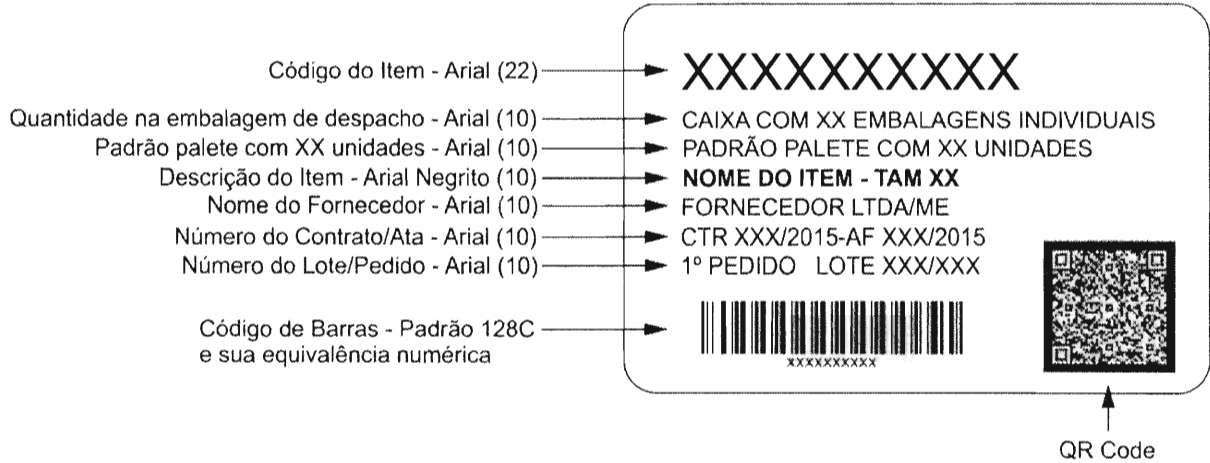 Código do Item - Arial (22)
XXXXXXXXXX
Quantidade na embalagem de despacho - Arial (10)
CAIXA COM XX EMBALAGENS INDIVIDUAIS
Padrão palete com XX unidades - Arial (10)
PADRÃO PALETE COM XX UNIDADES
Descrição do Item - Arial Negrito (10)
NOME DO ITEM - TAM XX
Nome do Fornecedor - Arial (10)
FORNECEDOR LTDA/ME
Número do Contrato/Ata - Arial (10)
CTR XXX/2015-AF XXX/2015
Número do Lote/Pedido - Arial (10)
1º PEDIDO LOTE XXX/XXX
Código de Barras - Padrão 128C
e sua equivalência numérica
XXXXXXXXXX
QR Code